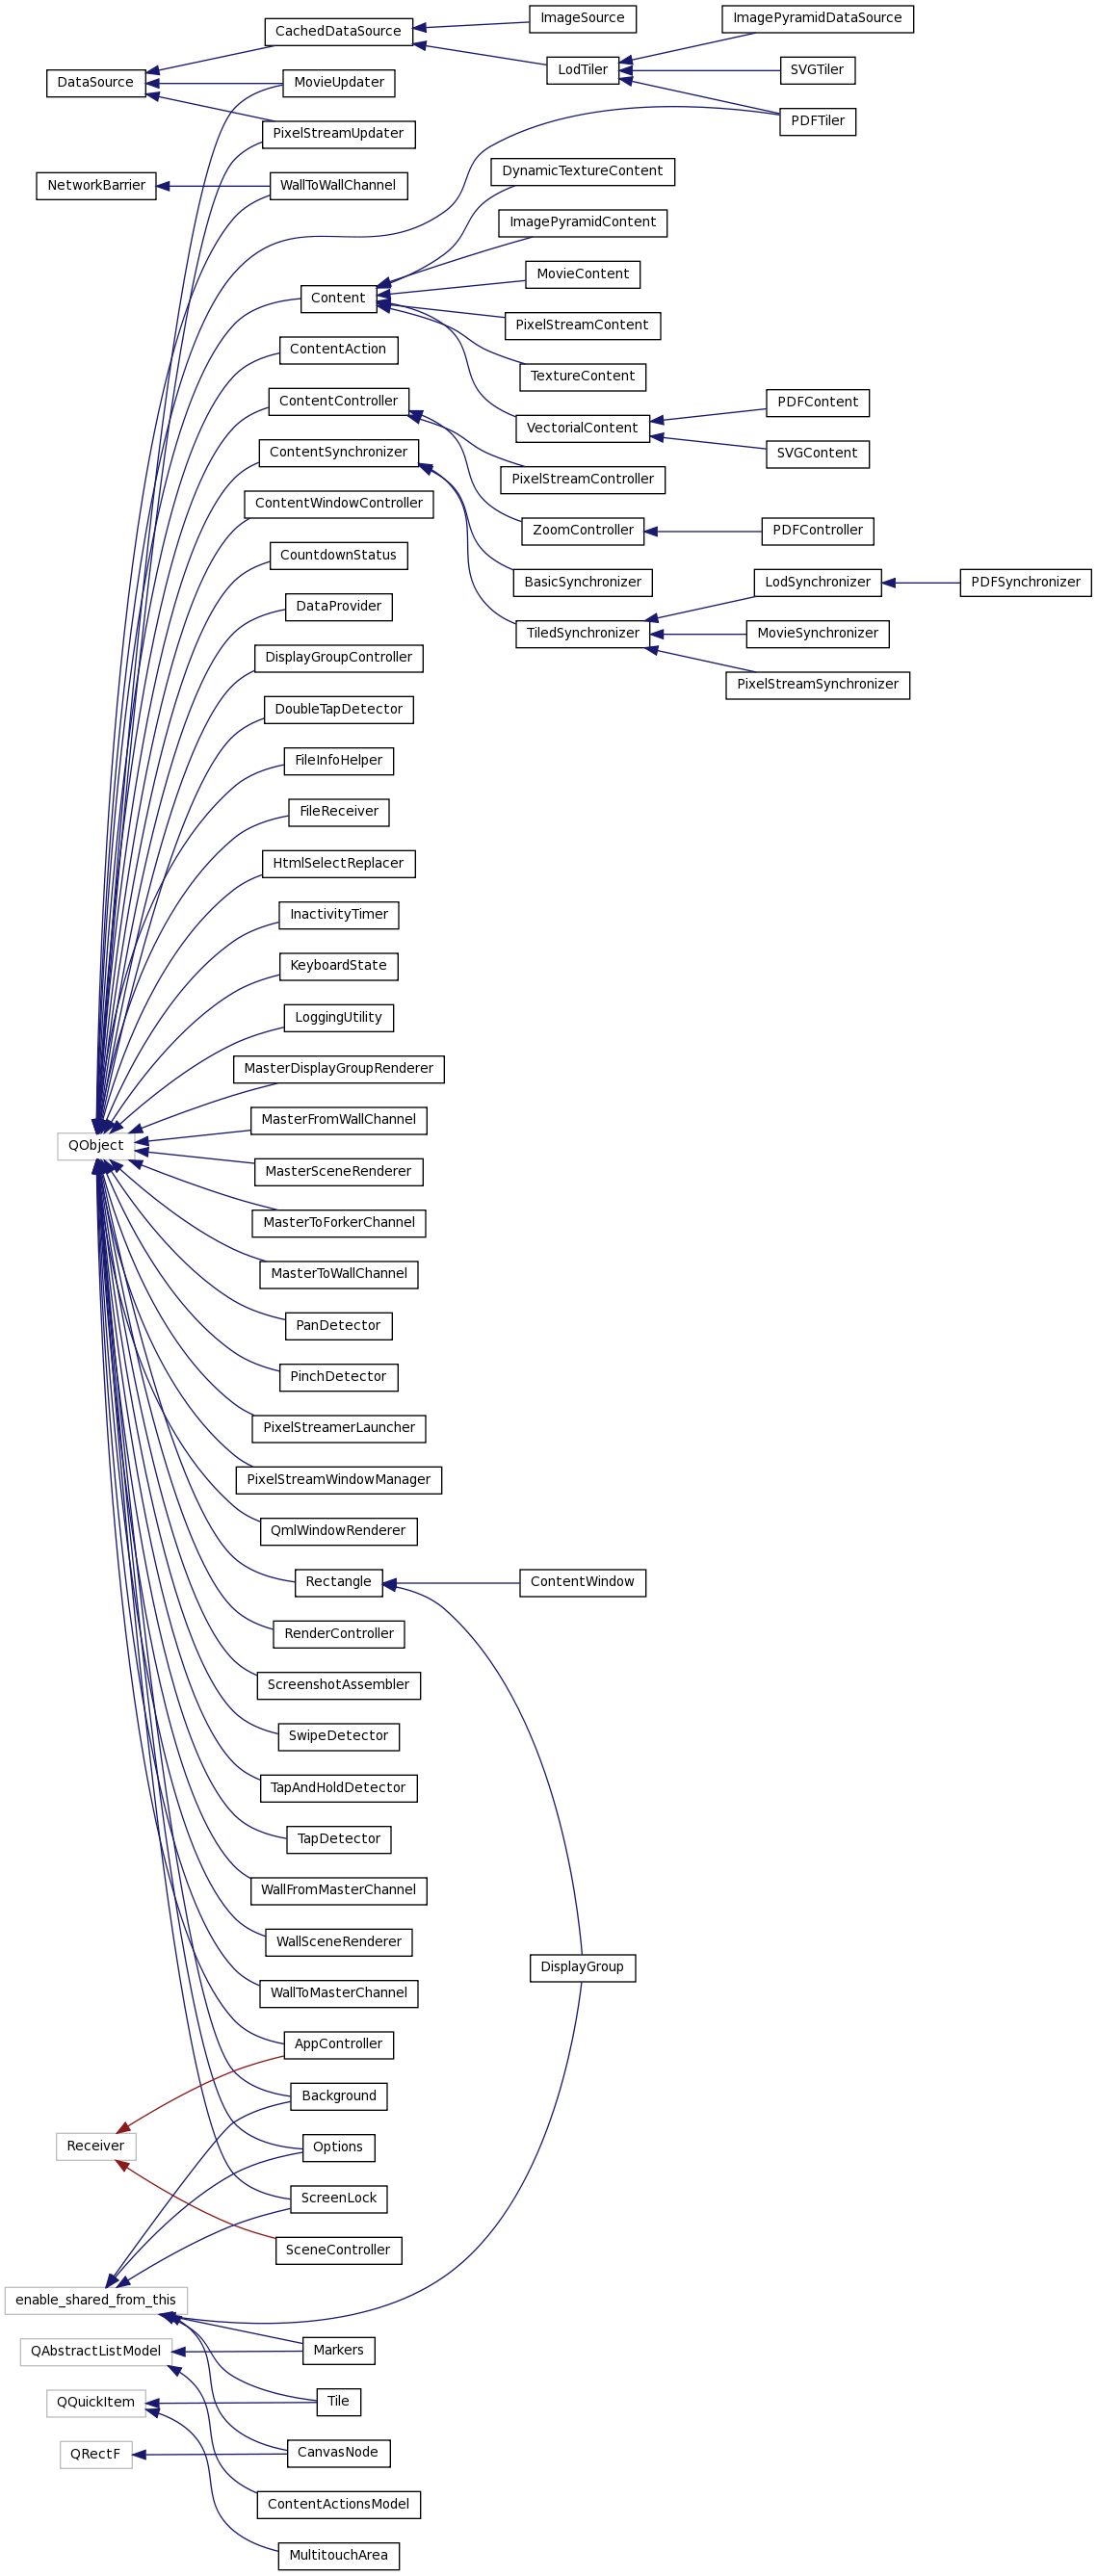 ImageSource
ImagePyramidDataSource
CachedDataSource
LodTiler
SVGTiler
DataSource
MovieUpdater
PDFTiler
PixelStreamUpdater
DynamicTextureContent
NetworkBarrier
WallToWallChannel
ImagePyramidContent
MovieContent
Content
PixelStreamContent
ContentAction
TextureContent
ContentController
PDFContent
VectorialContent
ContentSynchronizer
SVGContent
PixelStreamController
ContentWindowController
ZoomController
PDFController
CountdownStatus
BasicSynchronizer
LodSynchronizer
PDFSynchronizer
DataProvider
TiledSynchronizer
MovieSynchronizer
DisplayGroupController
PixelStreamSynchronizer
DoubleTapDetector
FileInfoHelper
FileReceiver
HtmlSelectReplacer
InactivityTimer
KeyboardState
LoggingUtility
MasterDisplayGroupRenderer
MasterFromWallChannel
QObject
MasterSceneRenderer
MasterToForkerChannel
MasterToWallChannel
PanDetector
PinchDetector
PixelStreamerLauncher
PixelStreamWindowManager
QmlWindowRenderer
Rectangle
ContentWindow
RenderController
ScreenshotAssembler
SwipeDetector
TapAndHoldDetector
TapDetector
WallFromMasterChannel
WallSceneRenderer
DisplayGroup
WallToMasterChannel
AppController
Background
Receiver
Options
ScreenLock
SceneController
enable_shared_from_this
QAbstractListModel
Markers
QQuickItem
Tile
QRectF
CanvasNode
ContentActionsModel
MultitouchArea